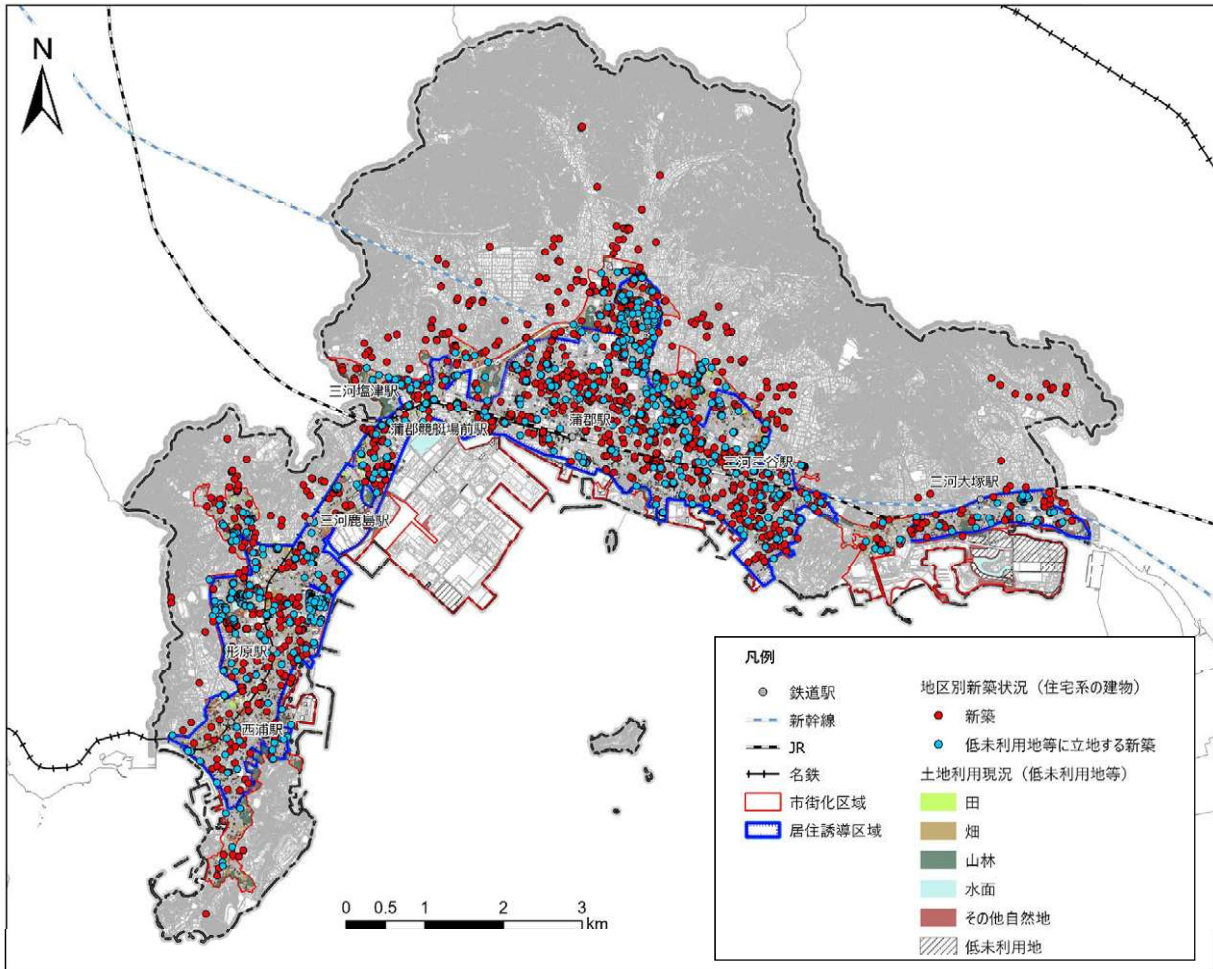 N
三河塩津駅
蒲郡競艇場前駅
蒲郡駅
三河三谷駅
三河大塚駅
三河鹿島駅
形原駅
西浦駅
0 0.5 1 2 3
km
凡例
鉄道駅
新幹線
JR
名鉄
市街化区域
居住誘導区域
地区別新築状況（住宅系の建物）
新築
低未利用地等に立地する新築
土地利用現況（低未利用地等）
田
畑
山林
水面
その他自然地
低未利用地